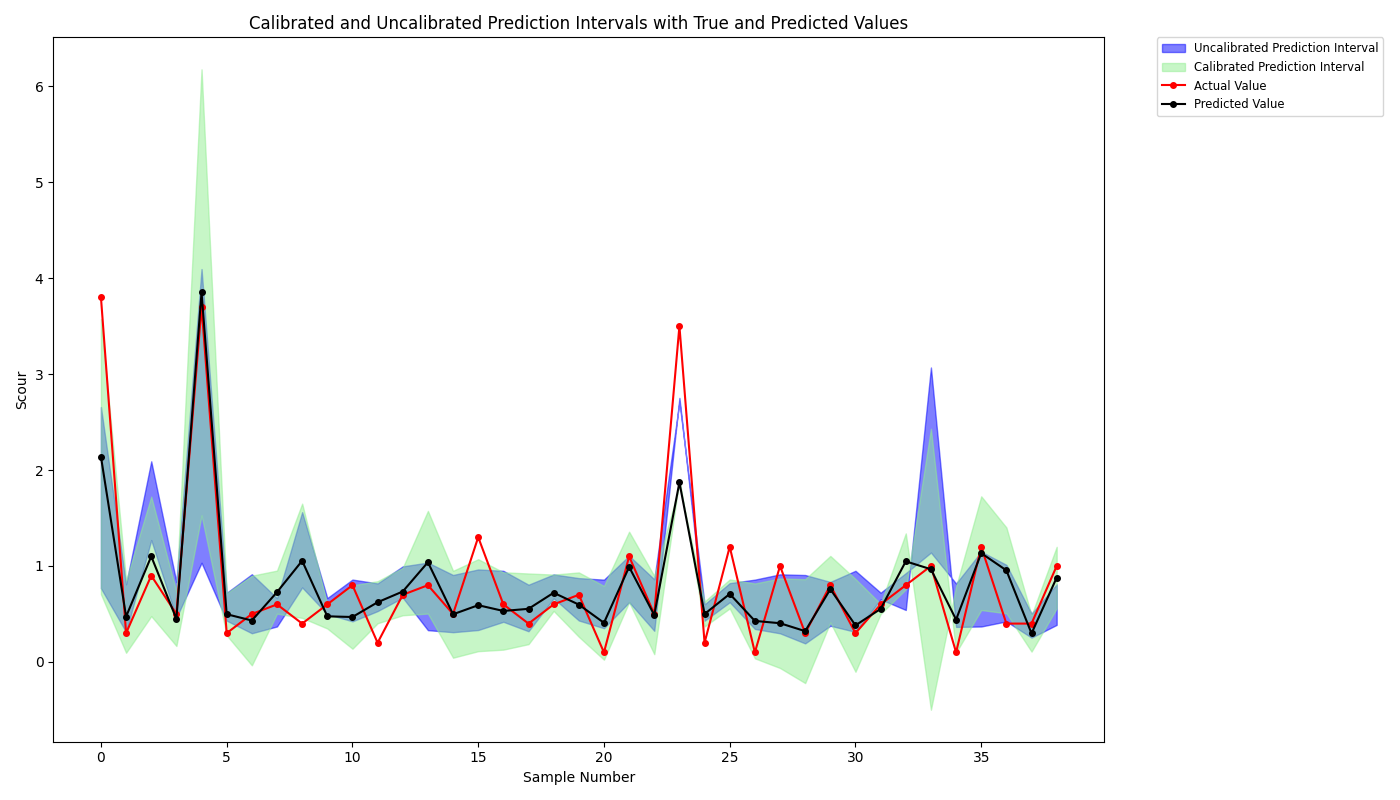 Calibrated and Uncalibrated Prediction Intervals with True and Predicted Values
Uncalibrated Prediction Interval
Calibrated Prediction Interval
Actual Value
Predicted Value
6
5
4
3
2
1
0
Scour
0 5 10 15 20 25 30 35
Sample Number